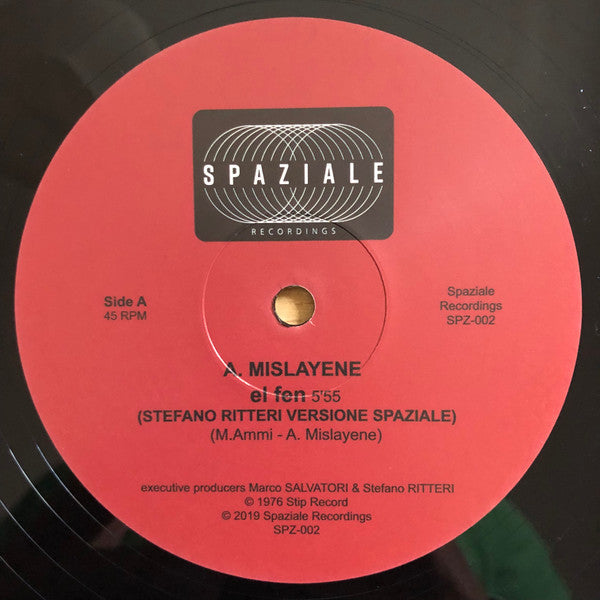 SPAZIALE
RECORDINGS
Side A
45 RPM
Spaziale
Recordings
SPZ-002
A. MISLAYENE
el fen 5'55
(STEFANO RITTERI VERSIONE SPAZIALE)
(M.Ammi - A. Mislayene)
executive producers Marco SALVATORI & Stefano RITTERI
© 1976 Stip Record
© 2019 Spaziale Recordings
SPZ-002